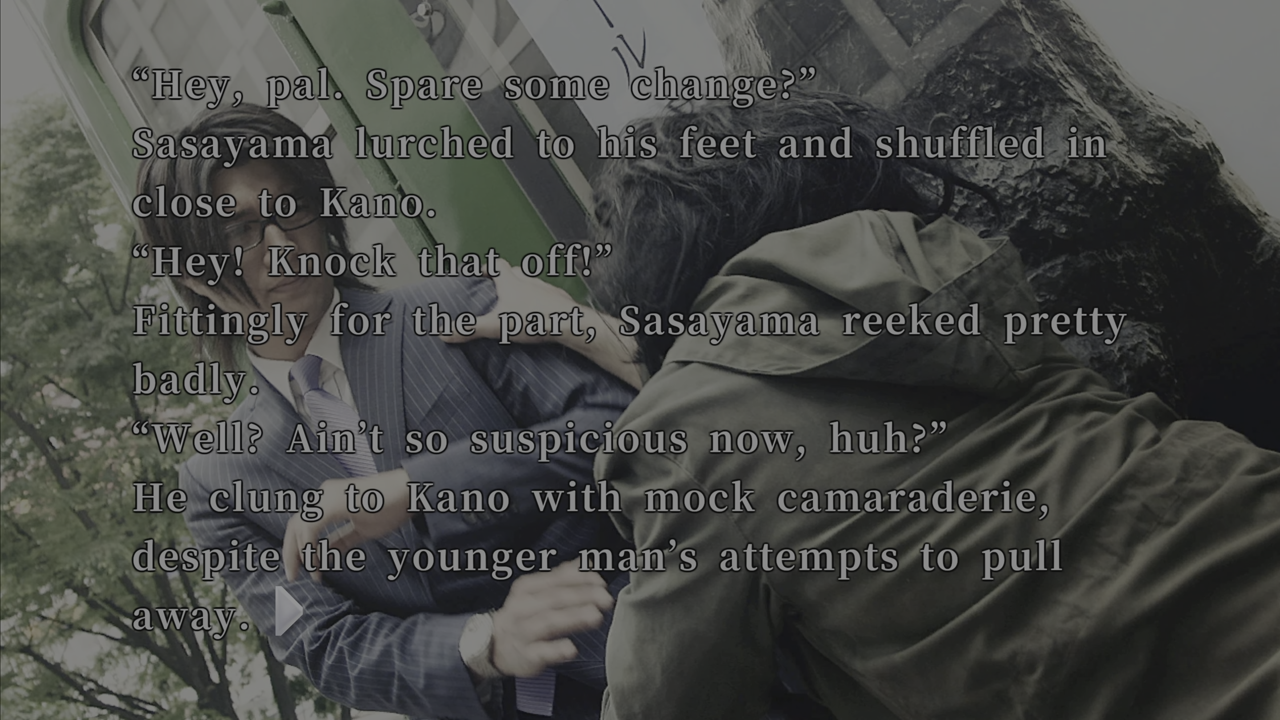 “Hey, pal. Spare some change?”
Sasayama lurched to his feet and shuffled in
close to Kano.
“Hey! Knock that off!”
Fittingly for the part, Sasayama reeked pretty
badly.
“Well? Ain’t so suspicious now, huh?”
He clung to Kano with mock camaraderie,
despite the younger man’s attempts to pull
away.